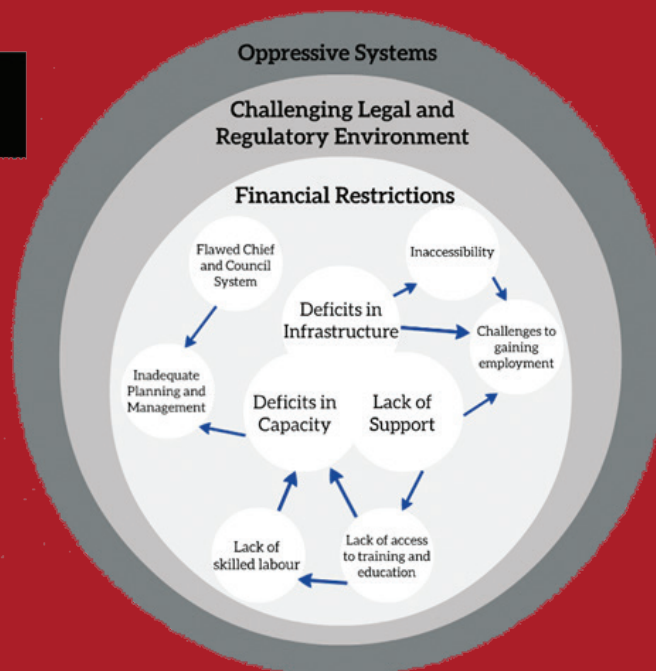 Oppressive Systems
Challenging Legal and
Regulatory Environment
Financial Restrictions
Flawed Chief
and Council
System
Inaccessibility
Deficits in
Infrastructure
Challenges to
gaining
employment
Inadequate
Planning and
Management
Deficits in
Capacity
Lack of
Support
Lack of
skilled labour
Lack of access
to training and
education